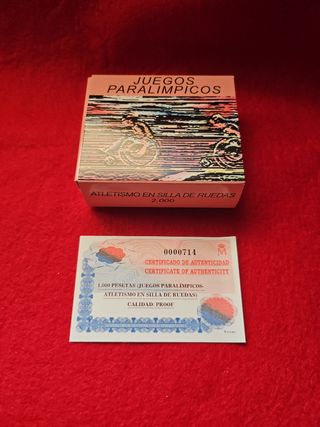 JUEGOS
PARALIMPICOS
ATLETISMO EN SILLA DE RUEDAS
2.000
0000714
M
CERTIFICADO DE AUTENTICIDAD
CERTIFICATE OF AUTHENTICITY
1.000 PESETAS (JUEGOS PARALÍMPICOS-
ATLETISMO EN SILLA DE RUEDAS)
CALIDAD: PROOF